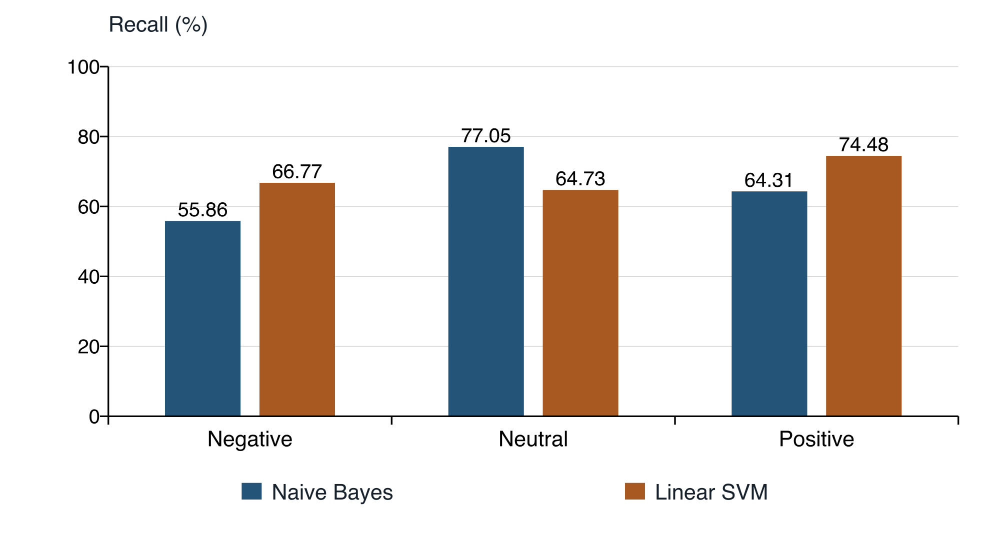 Recall (%)
100
80
60
40
20
0
55.86
66.77
77.05
64.73
64.31
74.48
Negative
Neutral
Positive
Naive Bayes
Linear SVM